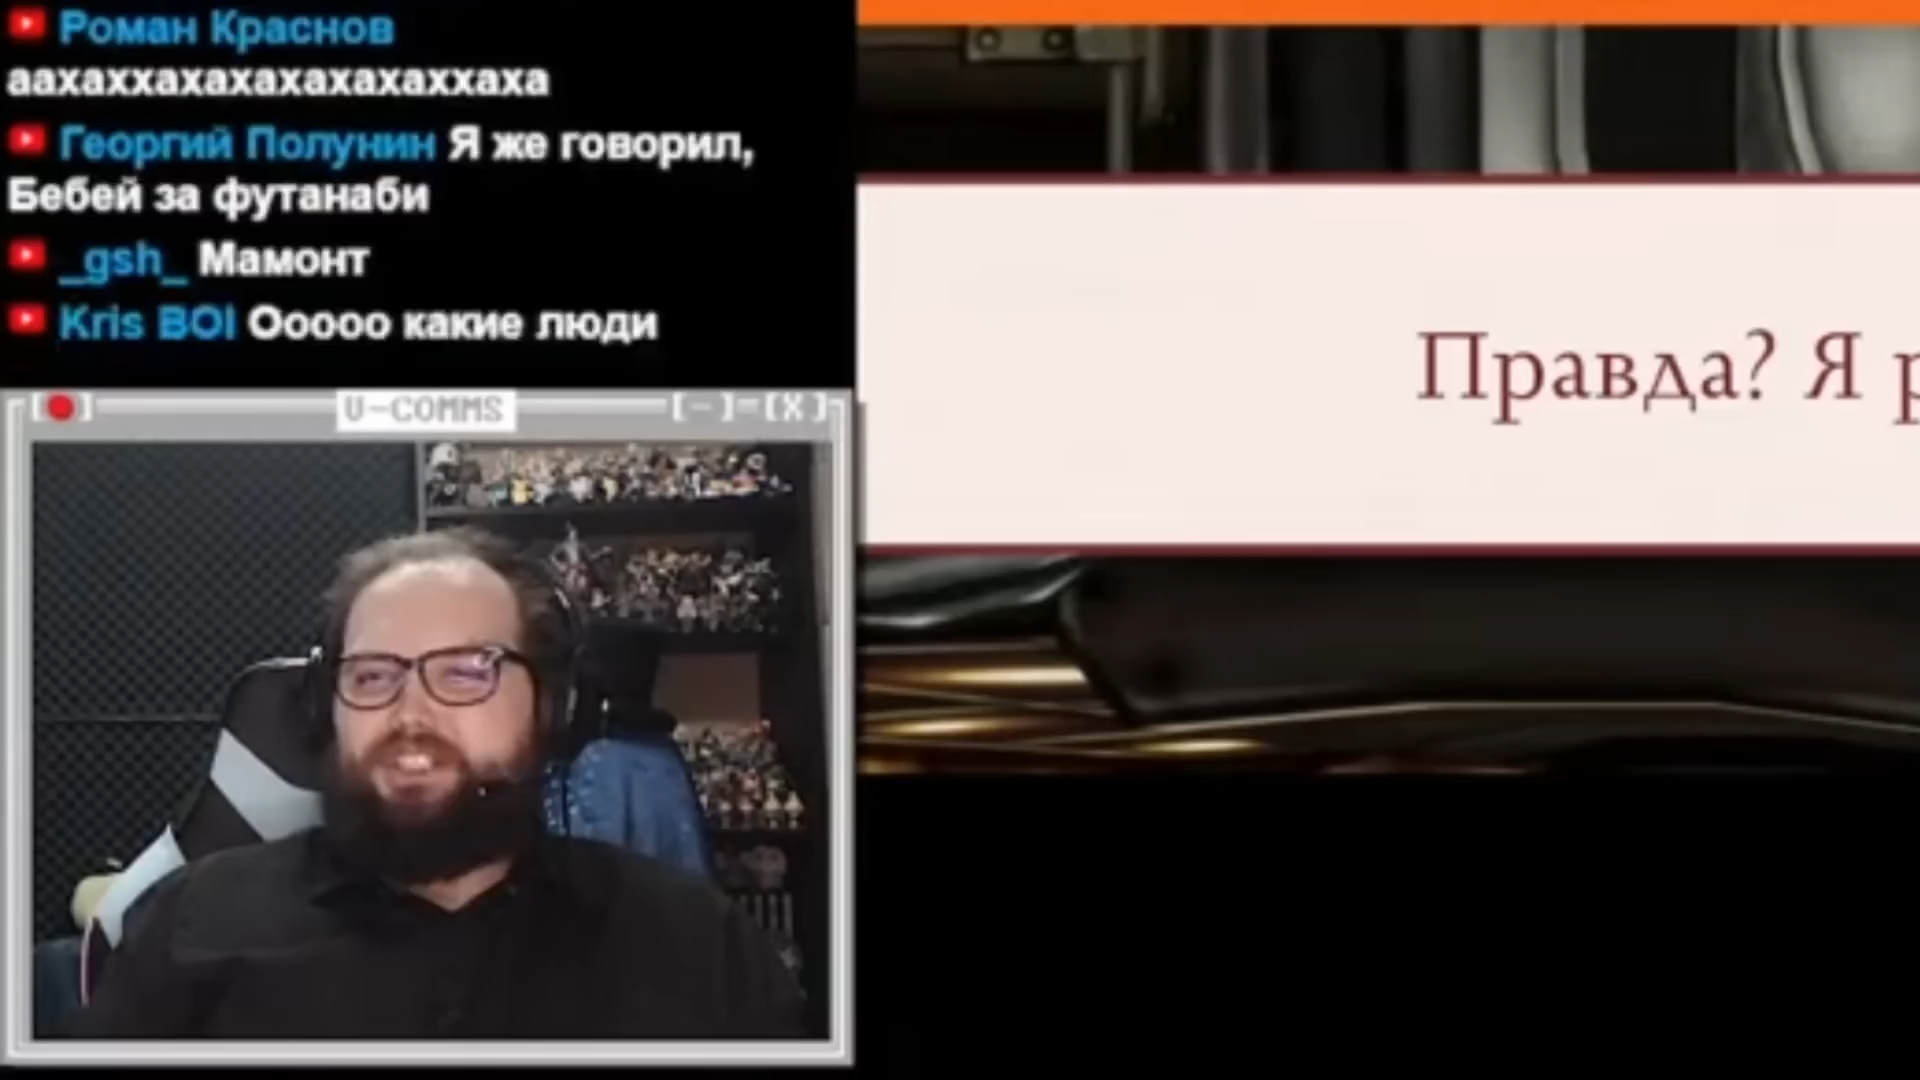 Роман Краснов
аахаххахахахахахаххаха
Георгий Полунин Я же говорил,
Бебей за футанаби
_gsh_ Мамонт
Kris BOI Ооооо какие люди
U-COMMS
[-]-[X]
Правда? Я р